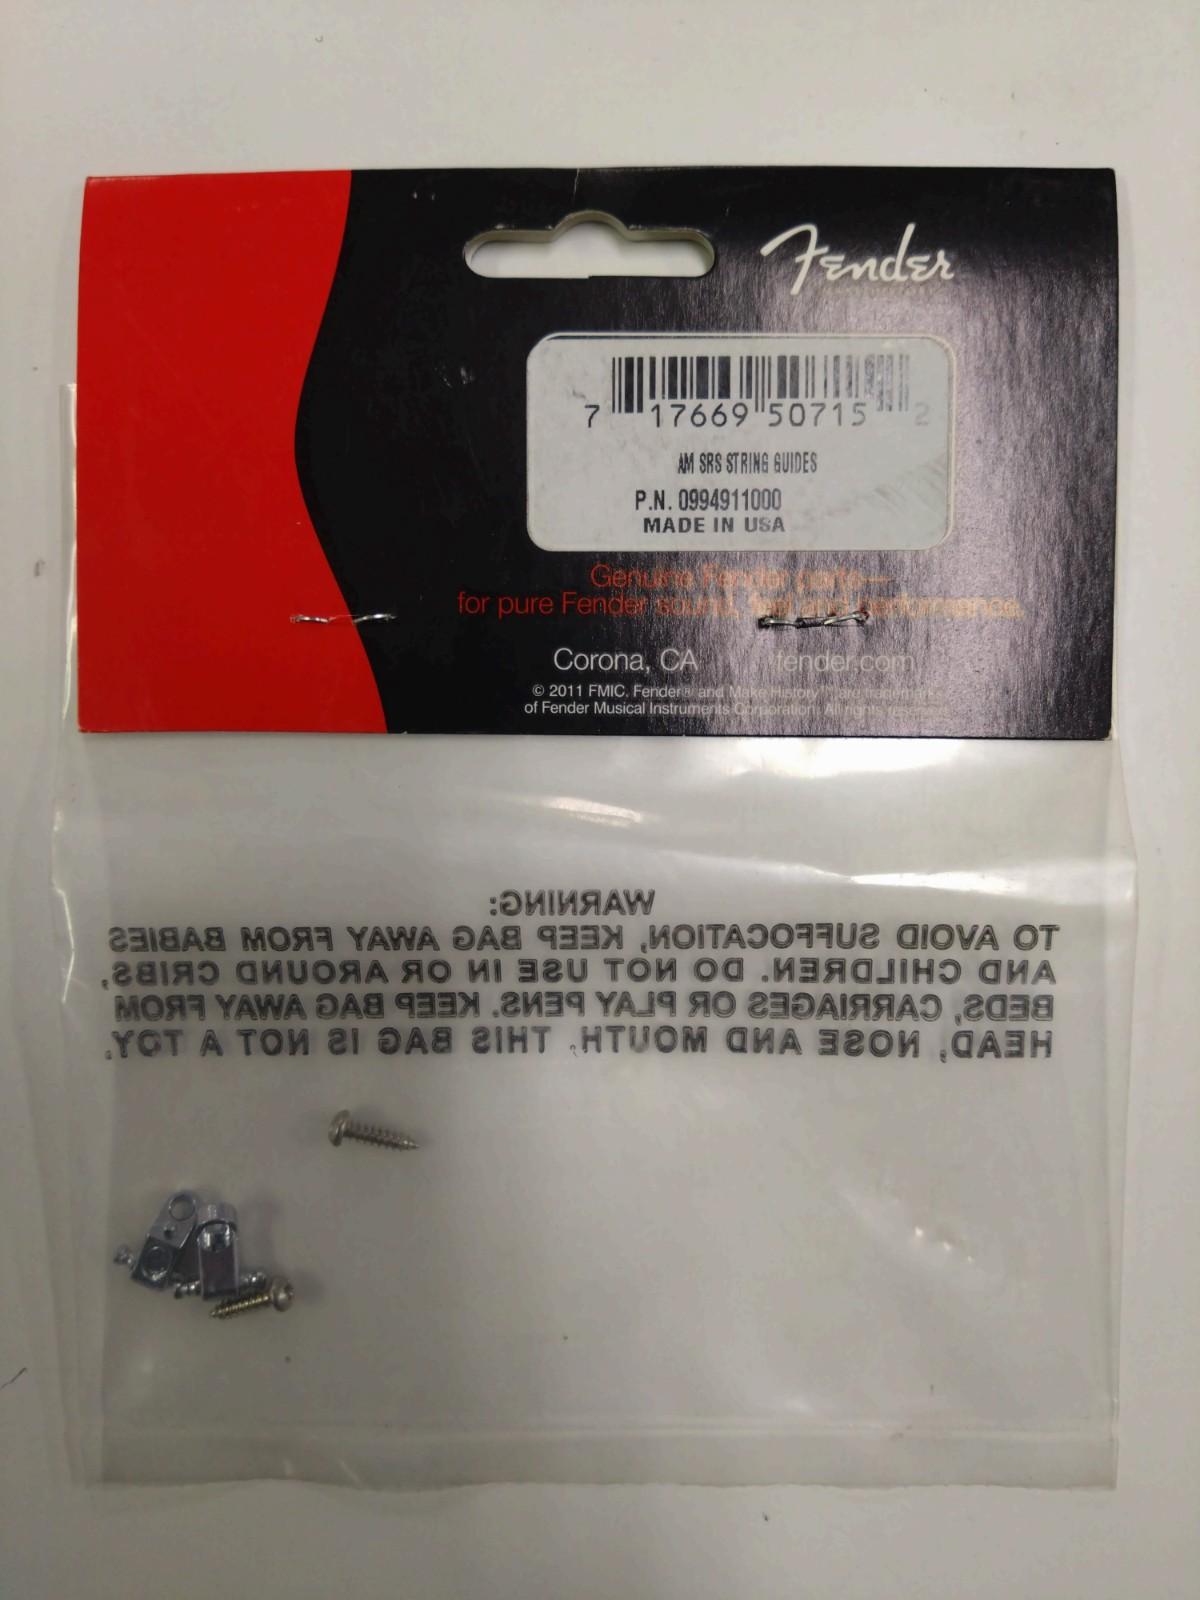 Fender
7 17669 50715 2
AM SRS STRING GUIDES
P.N. 0994911000
MADE IN USA
Genuine Fender parts—
for pure Fender sound, feel and performance.
Corona, CA fender.com
© 2011 FMIC. Fender® and Make History™ are trademarks
of Fender Musical Instruments Corporation. All rights reserved.
WARNING:
TO AVOID SUFFOCATION, KEEP BAG AWAY FROM BABIES
AND CHILDREN. DO NOT USE IN OR AROUND CRIBS,
BEDS, CARRIAGES OR PLAY PENS. KEEP BAG AWAY FROM
HEAD, NOSE AND MOUTH, THIS BAG IS NOT A TOY.